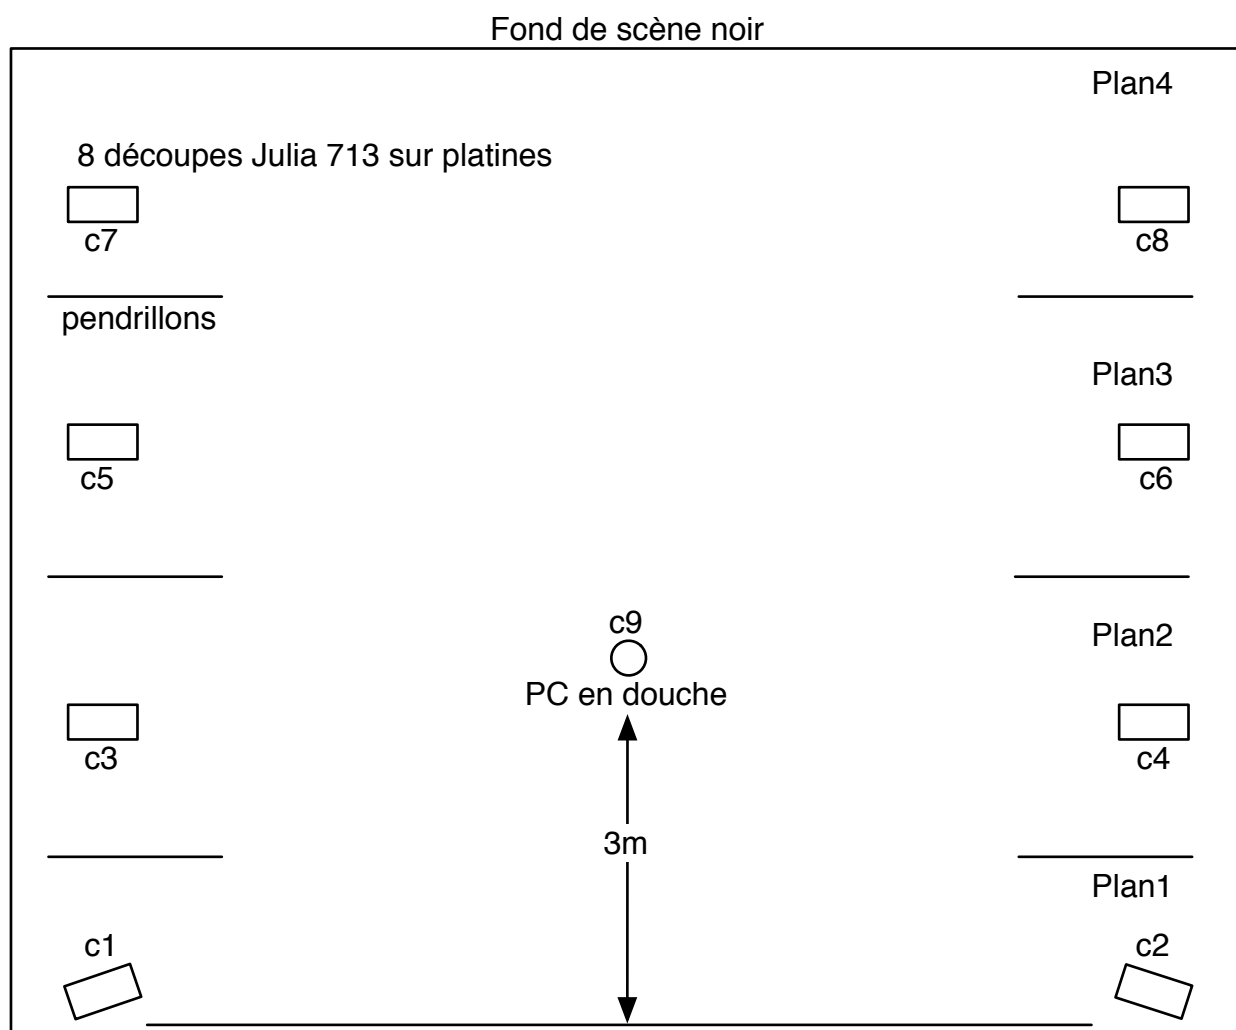 Fond de scène noir
Plan4
8 découpes Julia 713 sur platines
c7
c8
pendrillons
Plan3
c5
c6
c9
Plan2
PC en douche
c3
c4
3m
Plan1
c1
c2